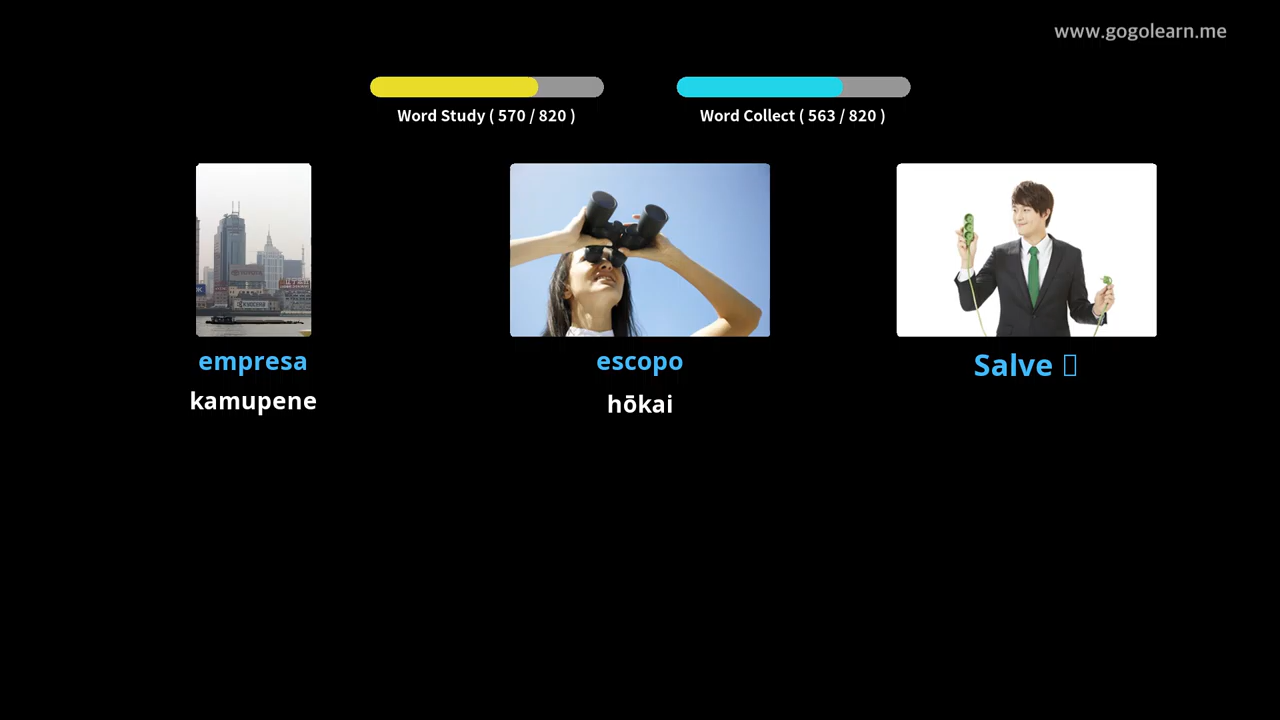 www.gogolearn.me
Word Study ( 570 / 820 )
Word Collect ( 563 / 820 )
empresa
kamupene
escopo
hōkai
Salve